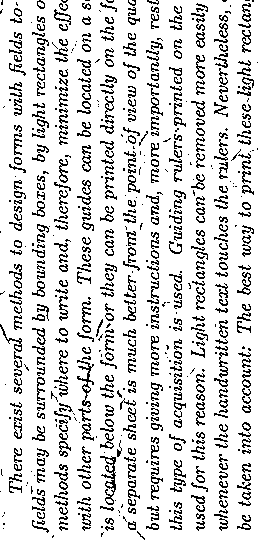 There exist several methods to design forms with fields to
fields may be surrounded by bounding boxes, by light rectangles o
methods specify where to write and, therefore, minimize the effec
with other parts of the form. These guides can be located on a s
is located below the form or they can be printed directly on the fo
a separate sheet is much better from the point of view of the qua
but requires giving more instructions and, more importantly, rest
this type of acquisition is used. Guiding rulers printed on the
used for this reason. Light rectangles can be removed more easily
whenever the handwritten text touches the rulers. Nevertheless,
be taken into account: The best way to print these light rectan